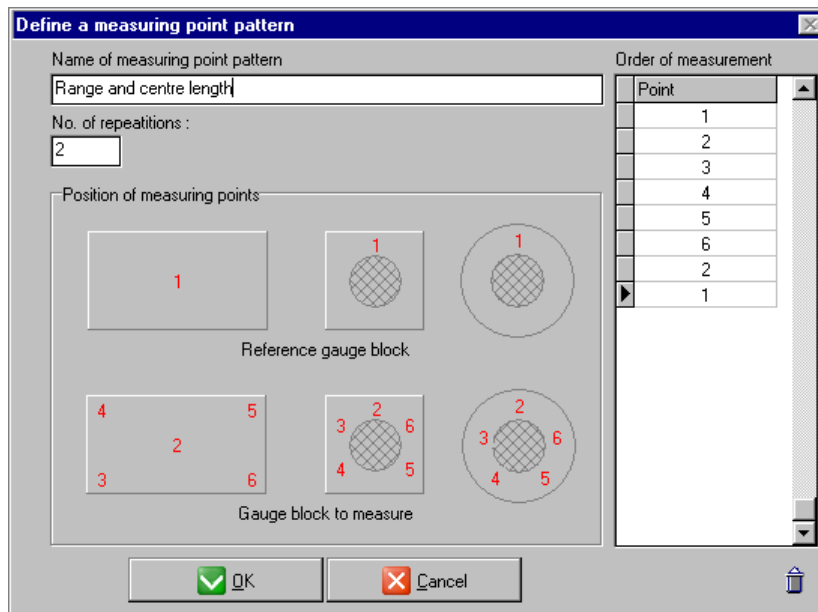 Define a measuring point pattern
Name of measuring point pattern
Range and centre length
No. of repeatitions :
2
Position of measuring points
1 1 1
Reference gauge block
4 5
2
3 6
2
3 6
4 5
2
3 6
4 5
Gauge block to measure
OK
Cancel
Order of measurement
Point
1
2
3
4
5
6
2
1